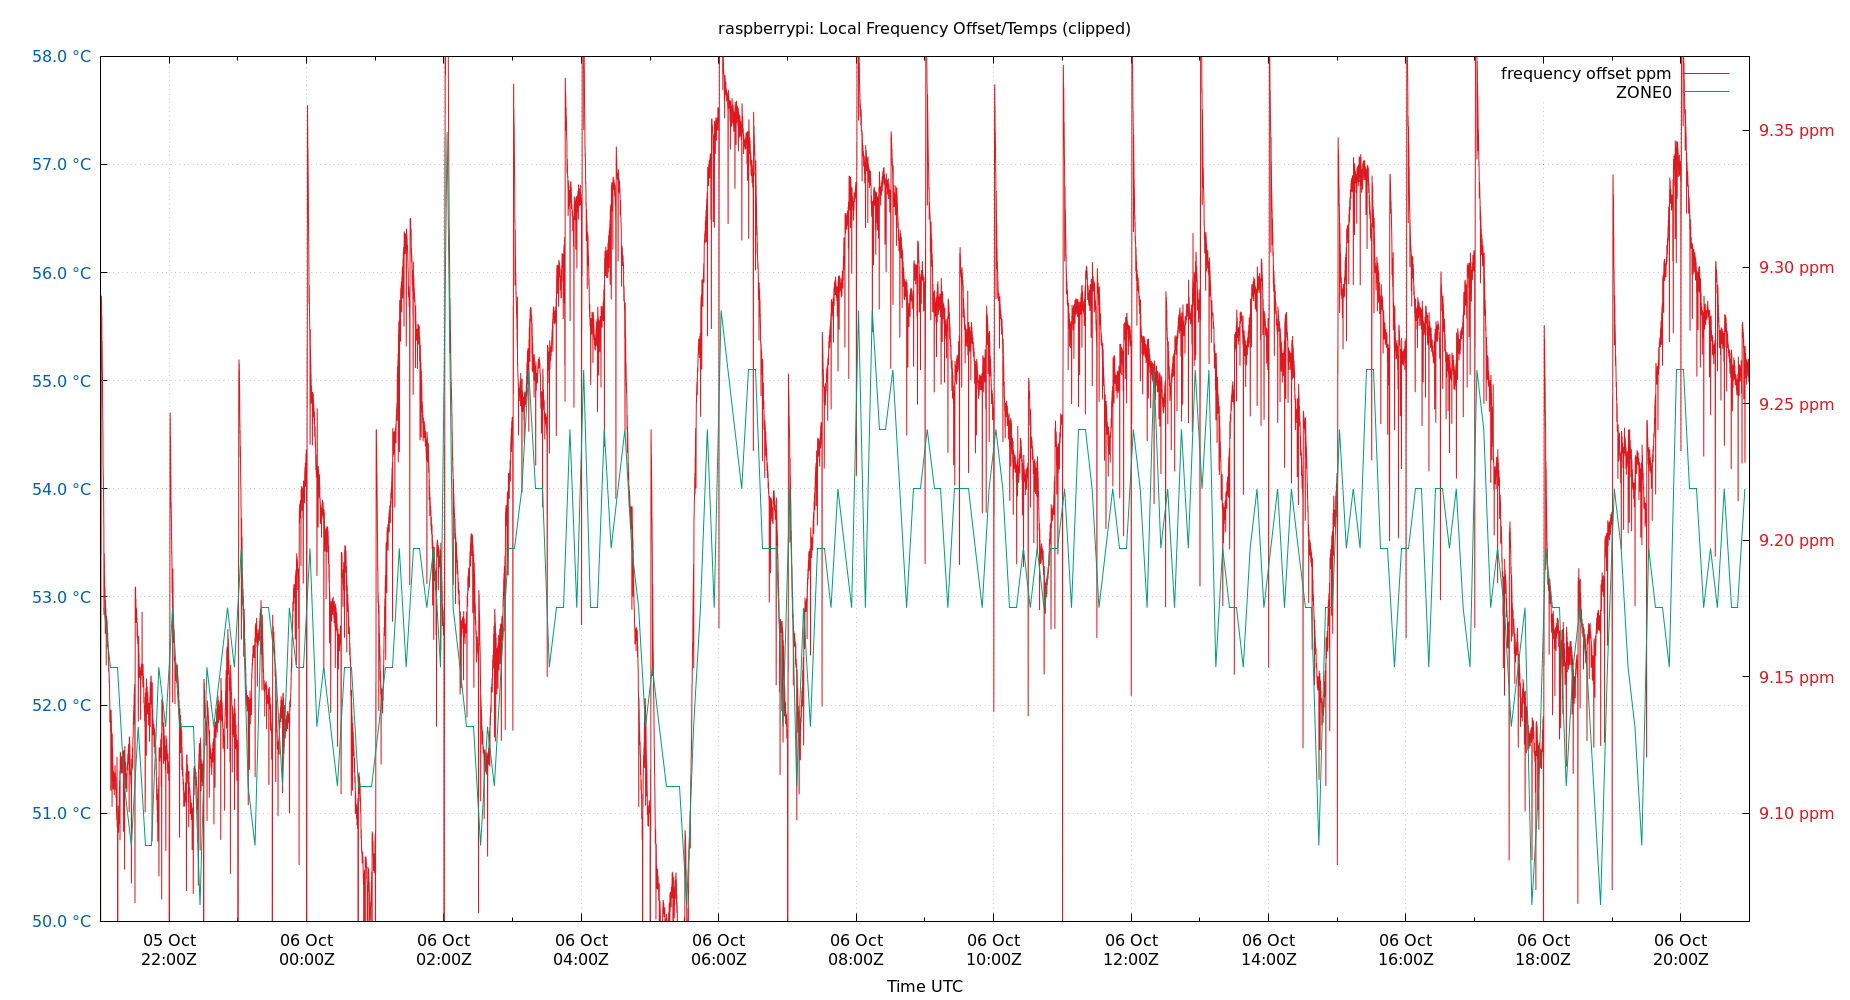 raspberrypi: Local Frequency Offset/Temps (clipped)
58.0 °C
57.0 °C
56.0 °C
55.0 °C
54.0 °C
53.0 °C
52.0 °C
51.0 °C
50.0 °C
frequency offset ppm
ZONE0
9.35 ppm
9.30 ppm
9.25 ppm
9.20 ppm
9.15 ppm
9.10 ppm
05 Oct
22:00Z
06 Oct
00:00Z
06 Oct
02:00Z
06 Oct
04:00Z
06 Oct
06:00Z
06 Oct
08:00Z
06 Oct
10:00Z
06 Oct
12:00Z
06 Oct
14:00Z
06 Oct
16:00Z
06 Oct
18:00Z
06 Oct
20:00Z
Time UTC